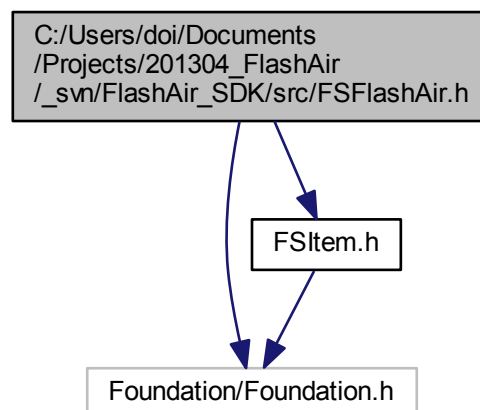 C:/Users/doi/Documents
/Projects/201304_FlashAir
/_svn/FlashAir_SDK/src/FSFlashAir.h
FSItem.h
Foundation/Foundation.h